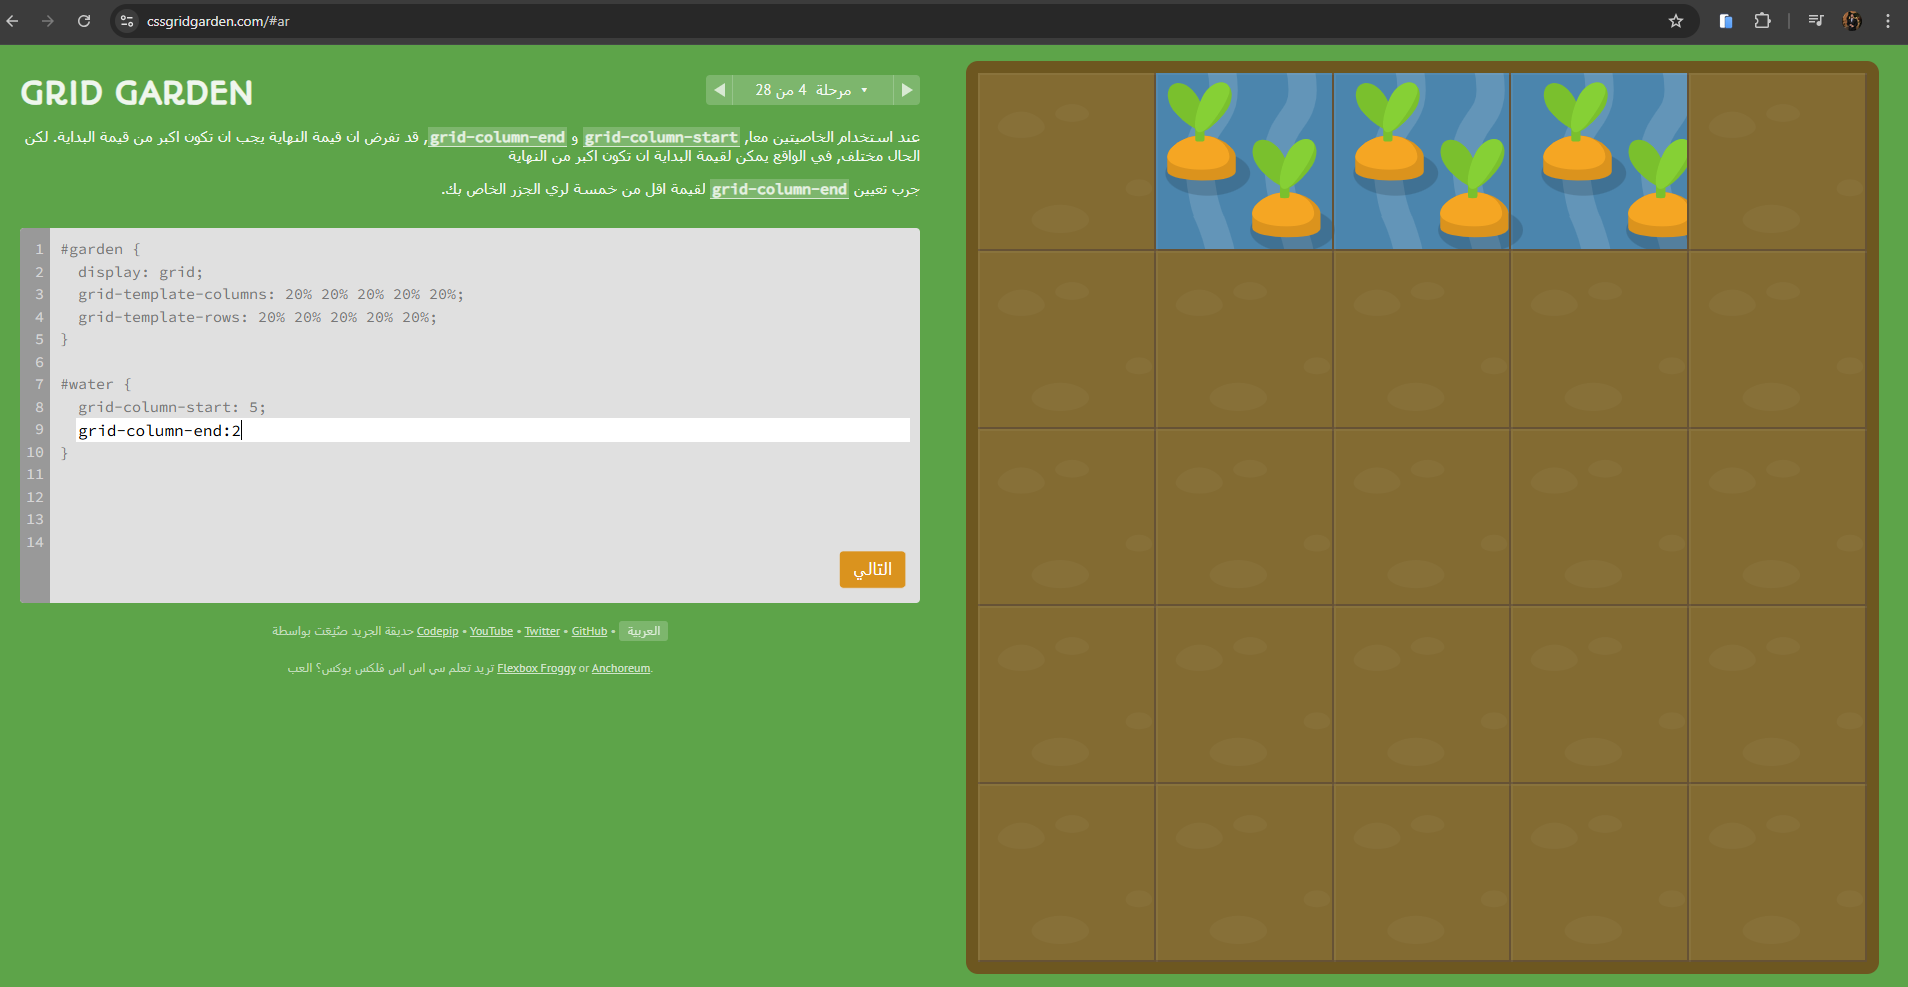 cssgridgarden.com/#ar
GRID GARDEN
مرحلة 4 من 28
عند استخدام الخاصيتين معا, grid-column-start و grid-column-end, قد تفرض ان قيمة النهاية يجب ان تكون اكبر من قيمة البداية. لكن
الحال مختلف, في الواقع يمكن لقيمة البداية ان تكون اكبر من النهاية
جرب تعيين grid-column-end لقيمة اقل من خمسة لري الجزر الخاص بك.
1 #garden {
2 display: grid;
3 grid-template-columns: 20% 20% 20% 20% 20%;
4 grid-template-rows: 20% 20% 20% 20% 20%;
5 }
6
7 #water {
8 grid-column-start: 5;
9 grid-column-end:2
10 }
11
12
13
14
التالي
حديقة الجريد صُنِعَت بواسطة Codepip • YouTube • Twitter • GitHub • العربية
تريد تعلم سي اس اس فلكس بوكس؟ العب Flexbox Froggy or Anchoreum.